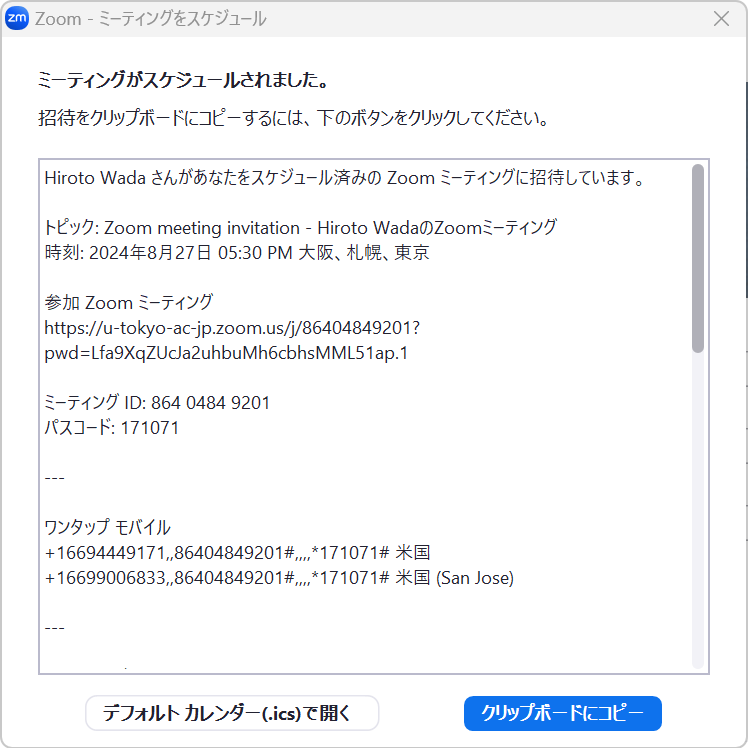 zm Zoom - ミーティングをスケジュール
ミーティングがスケジュールされました。
招待をクリップボードにコピーするには、下のボタンをクリックしてください。
Hiroto Wada さんがあなたをスケジュール済みの Zoom ミーティングに招待しています。
トピック: Zoom meeting invitation - Hiroto WadaのZoomミーティング
時刻: 2024年8月27日 05:30 PM 大阪、札幌、東京
参加 Zoom ミーティング
https://u-tokyo-ac-jp.zoom.us/j/86404849201?
pwd=Lfa9XqZUcJa2uhbuMh6cbhsMML51ap.1
ミーティング ID: 864 0484 9201
パスコード: 171071
---
ワンタップ モバイル
+16694449171,,86404849201#,,,,*171071# 米国
+16699006833,,86404849201#,,,,*171071# 米国 (San Jose)
---
デフォルト カレンダー(.ics)で開く
クリップボードにコピー